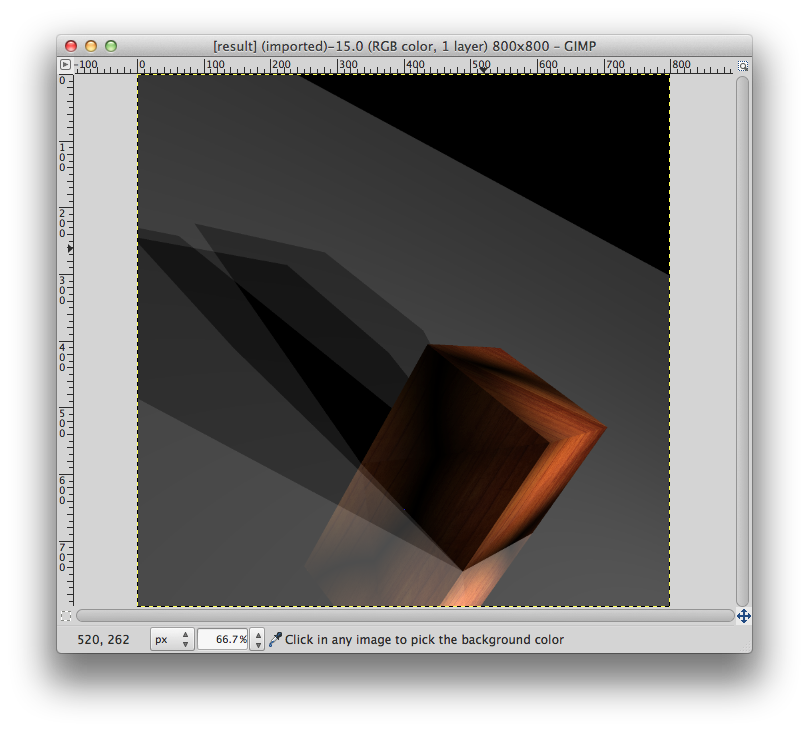 [result] (imported)-15.0 (RGB color, 1 layer) 800x800 – GIMP
-100 0 100 200 300 400 500 600 700 800
0
100
200
300
400
500
600
700
520, 262 px 66.7% Click in any image to pick the background color